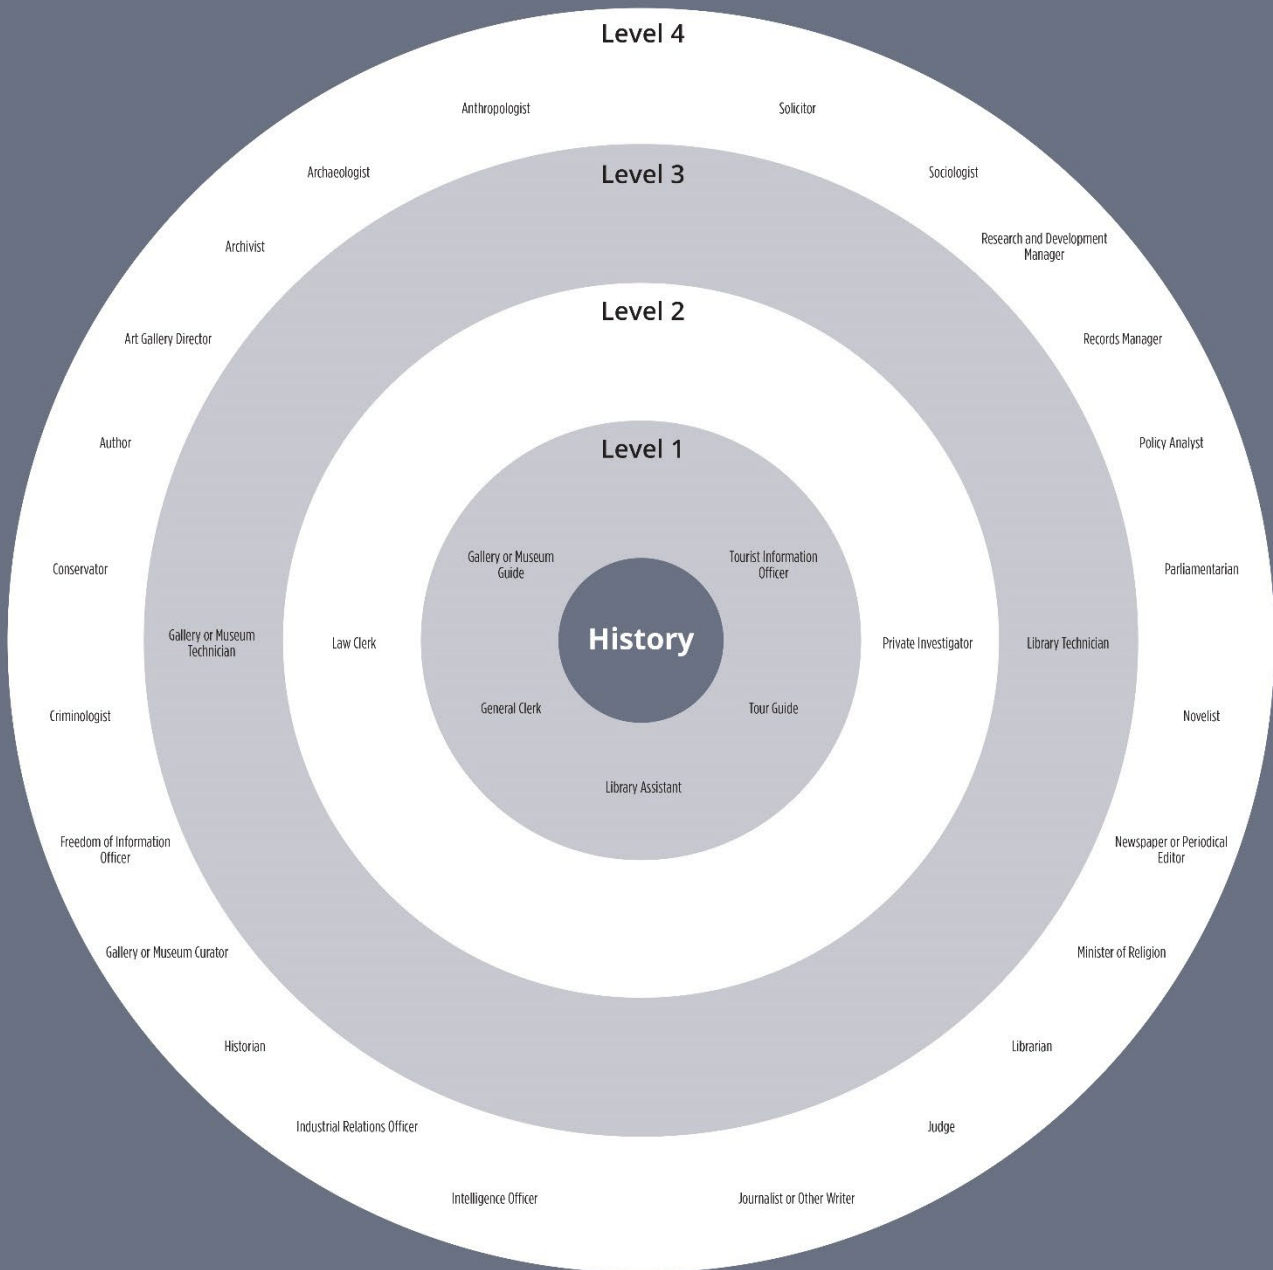 Level 4
Anthropologist
Solicitor
Archaeologist
Level 3
Sociologist
Archivist
Research and Development
Manager
Level 2
Art Gallery Director
Records Manager
Author
Level 1
Policy Analyst
Gallery or Museum
Guide
Tourist Information
Officer
Conservator
Parliamentarian
Gallery or Museum
Technician
Law Clerk
History
Private Investigator
Library Technician
Criminologist
General Clerk
Tour Guide
Novelist
Library Assistant
Freedom of Information
Officer
Newspaper or Periodical
Editor
Gallery or Museum Curator
Minister of Religion
Historian
Librarian
Industrial Relations Officer
Judge
Intelligence Officer
Journalist or Other Writer